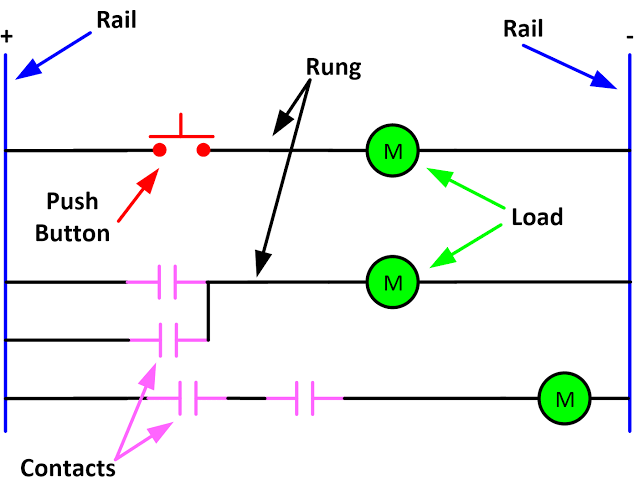 Rail
Rail
+
-
Rung
M
Push
Button
Load
M
M
Contacts